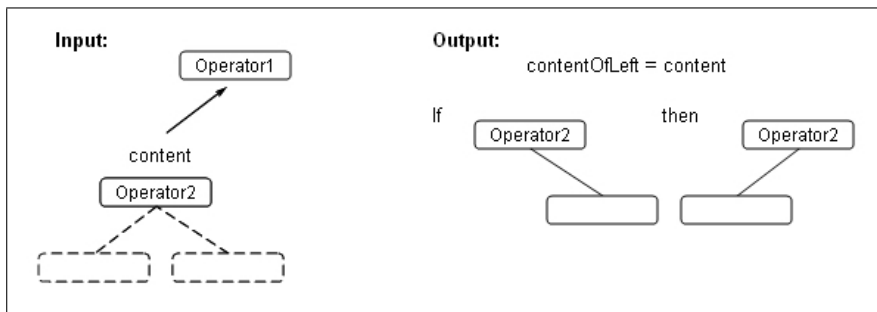 Input:
Operator1
content
Operator2
Output:
contentOfLeft = content
If
Operator2
then
Operator2